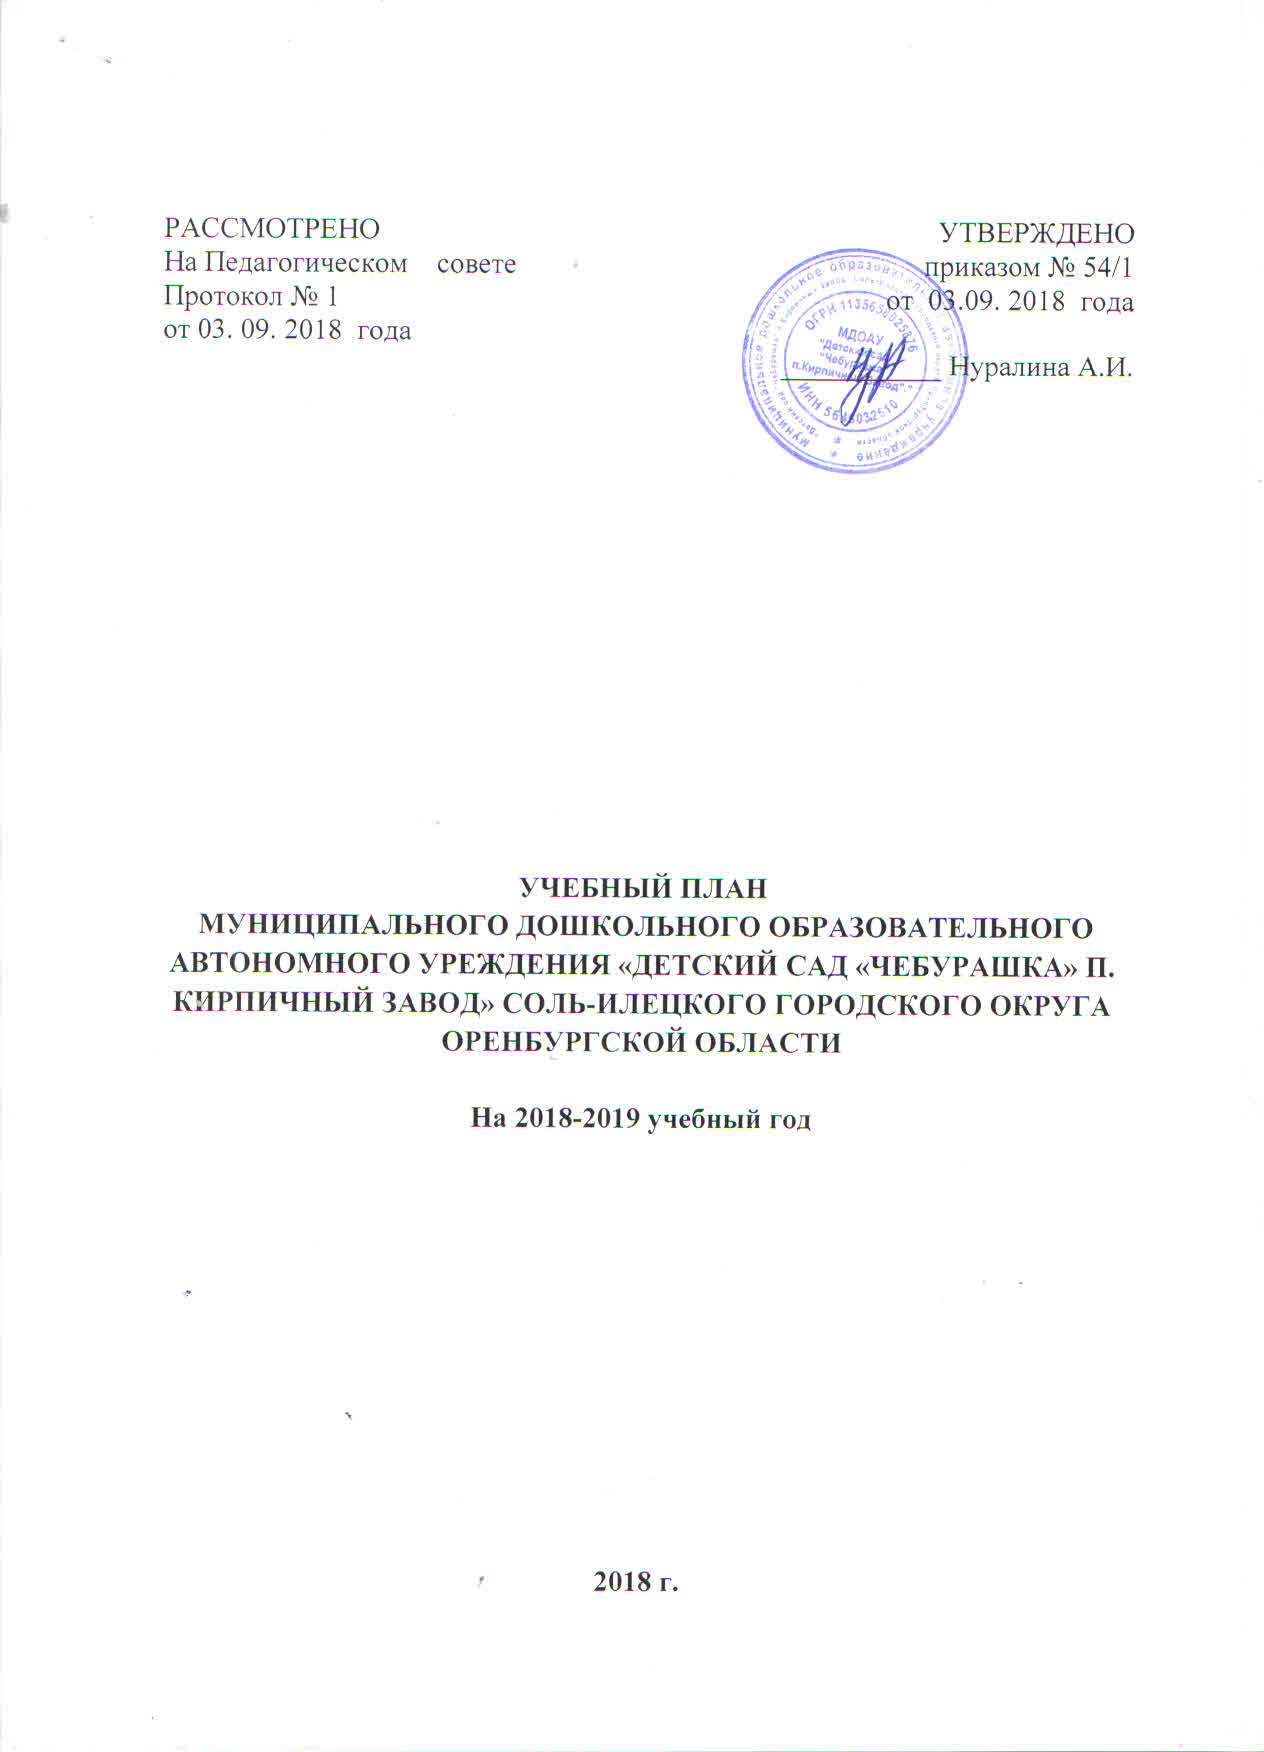 РАССМОТРЕНО
На Педагогическом совете
Протокол № 1
от 03. 09. 2018 года
УТВЕРЖДЕНО
приказом № 54/1
от 03.09. 2018 года
Нуралина А.И.
МДОАУ
УЧЕБНЫЙ ПЛАН
МУНИЦИПАЛЬНОГО ДОШКОЛЬНОГО ОБРАЗОВАТЕЛЬНОГО
АВТОНОМНОГО УРЕЖДЕНИЯ «ДЕТСКИЙ САД «ЧЕБУРАШКА» П.
КИРПИЧНЫЙ ЗАВОД» СОЛЬ-ИЛЕЦКОГО ГОРОДСКОГО ОКРУГА
ОРЕНБУРГСКОЙ ОБЛАСТИ
На 2018-2019 учебный год
2018 г.